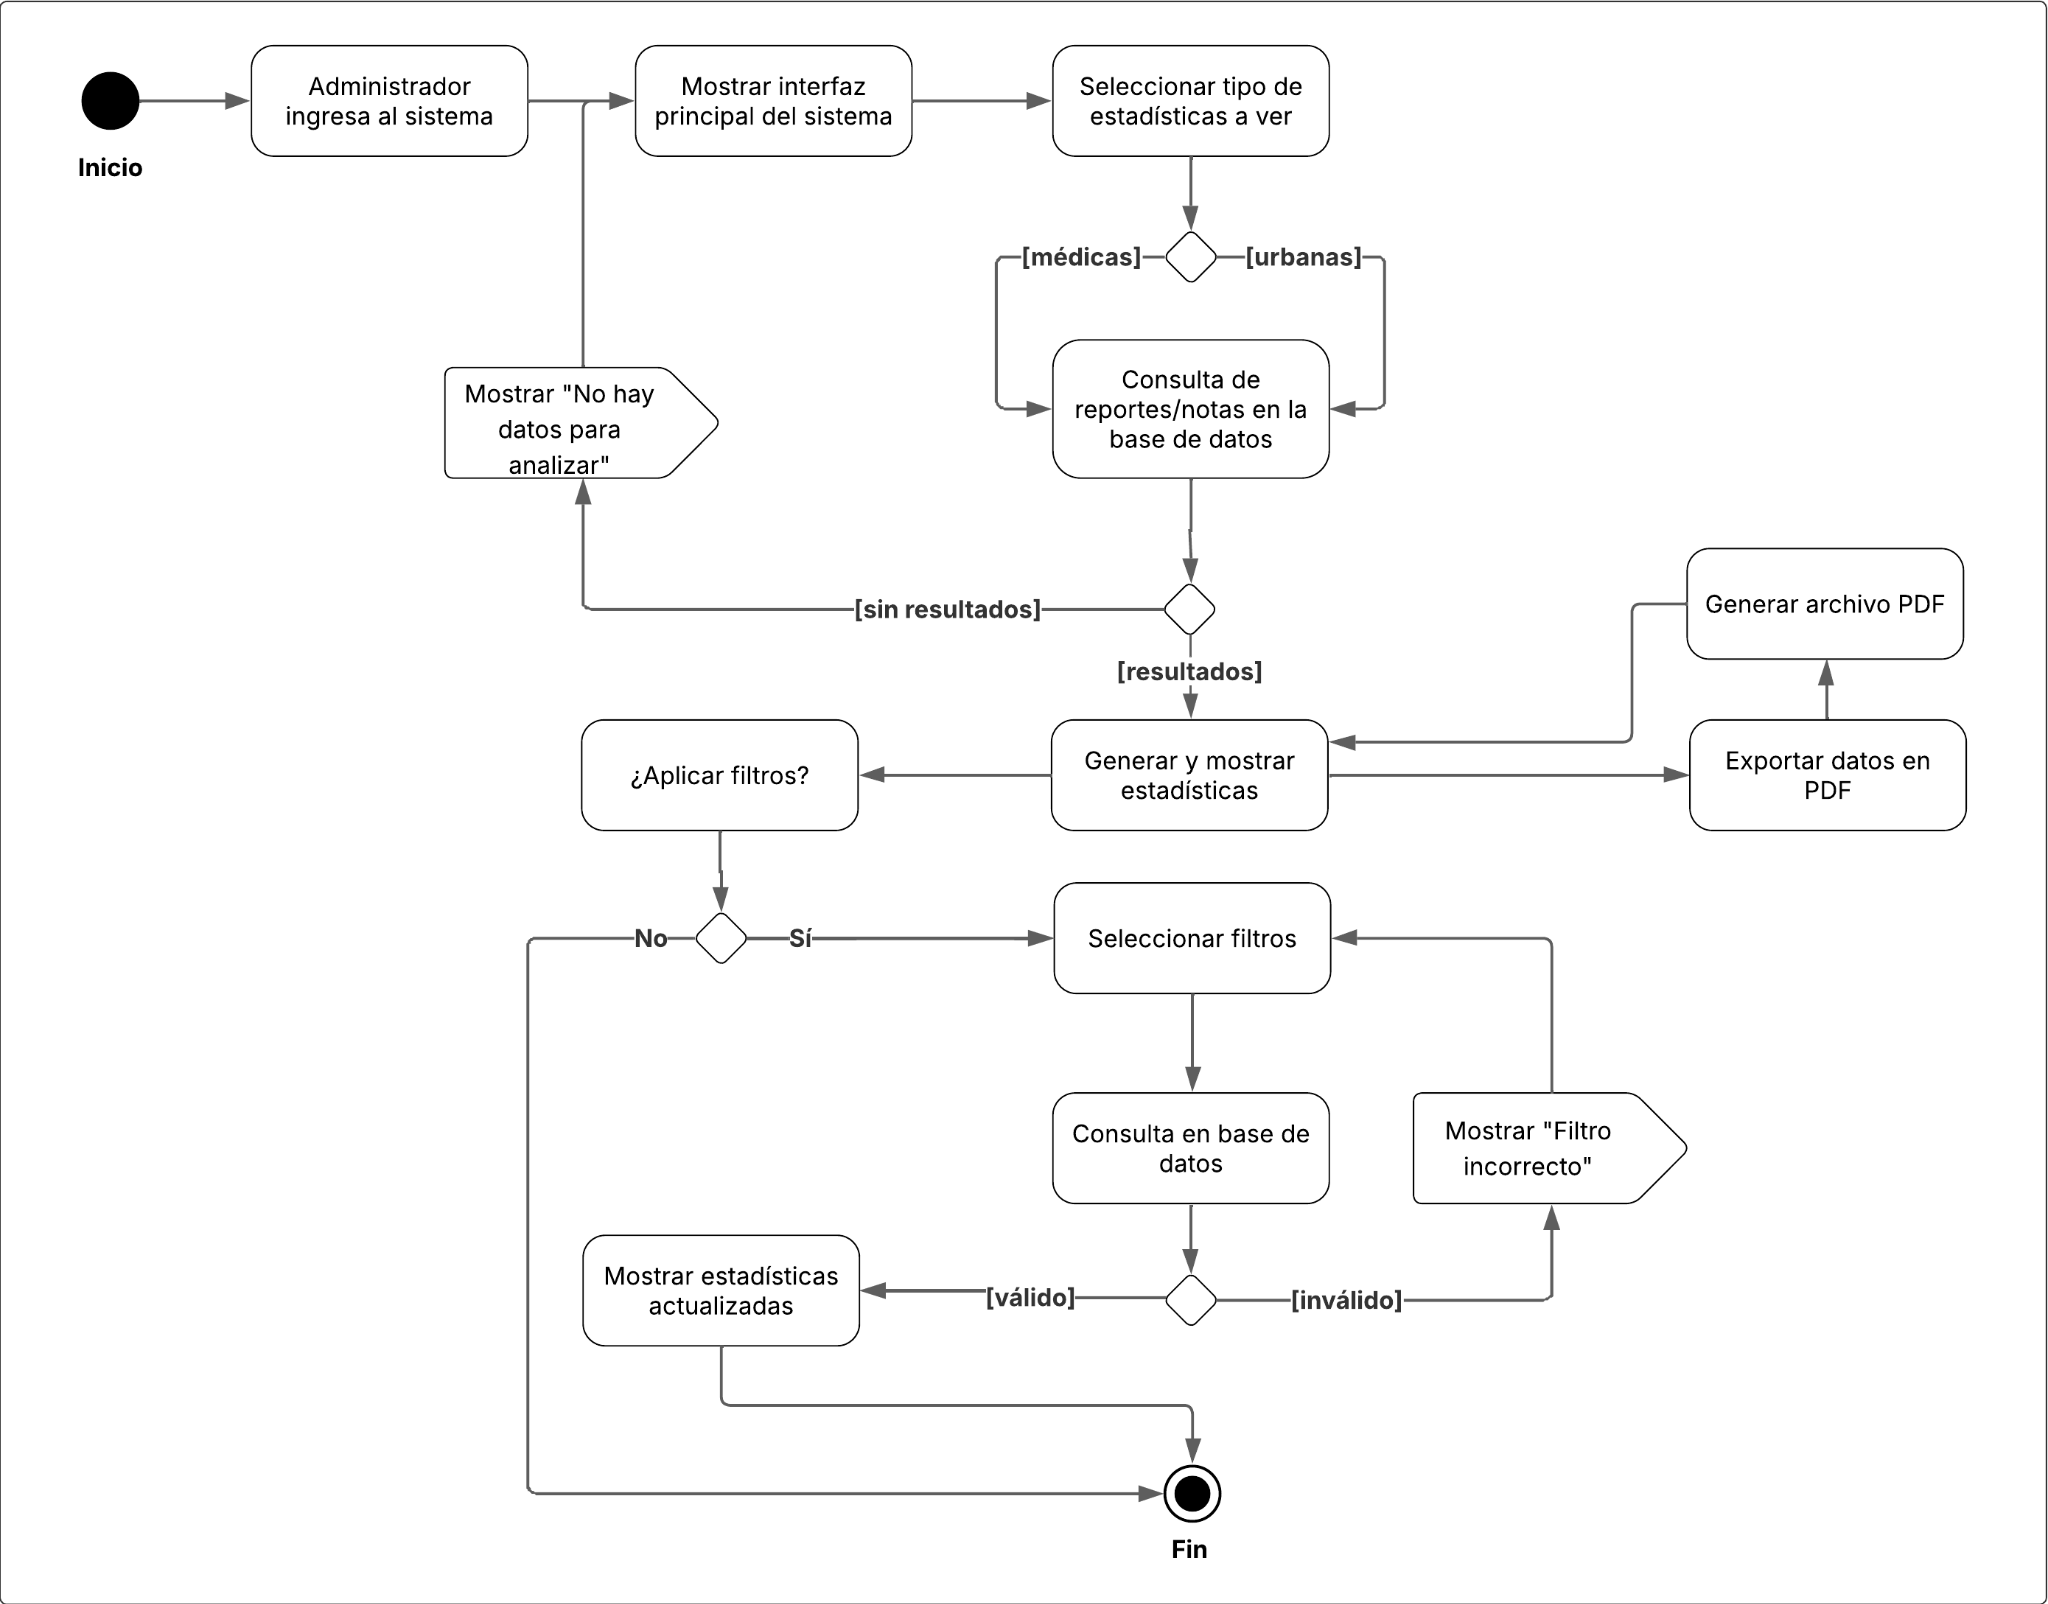 Administrador
ingresa al sistema
Mostrar interfaz
principal del sistema
Seleccionar tipo de
estadísticas a ver
Inicio
[médicas]
[urbanas]
Mostrar "No hay
datos para
analizar"
Consulta de
reportes/notas en la
base de datos
[sin resultados]
Generar archivo PDF
[resultados]
¿Aplicar filtros?
Generar y mostrar
estadísticas
Exportar datos en
PDF
No
Sí
Seleccionar filtros
Consulta en base de
datos
Mostrar "Filtro
incorrecto"
Mostrar estadísticas
actualizadas
[válido]
[inválido]
Fin